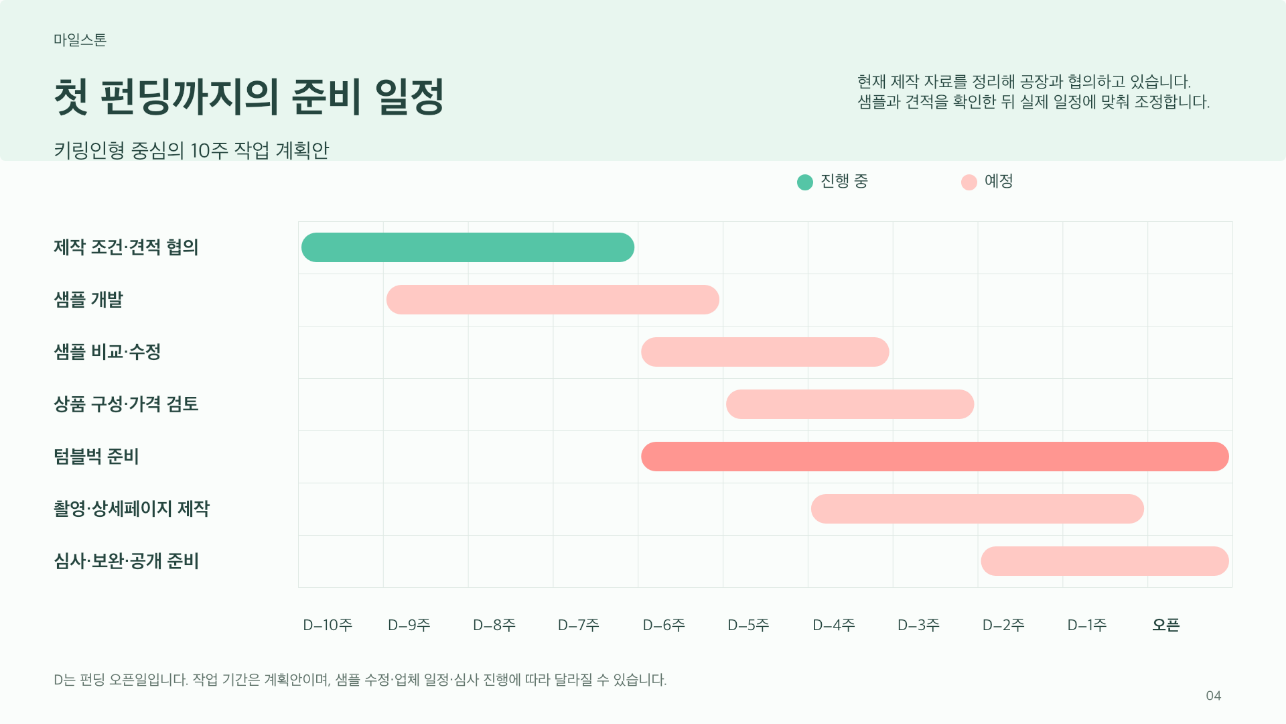 마일스톤
첫 펀딩까지의 준비 일정
키링인형 중심의 10주 작업 계획안
현재 제작 자료를 정리해 공장과 협의하고 있습니다.
샘플과 견적을 확인한 뒤 실제 일정에 맞춰 조정합니다.
진행 중
예정
제작 조건·견적 협의
샘플 개발
샘플 비교·수정
상품 구성·가격 검토
텀블벅 준비
촬영·상세페이지 제작
심사·보완·공개 준비
D–10주 D–9주 D–8주 D–7주 D–6주 D–5주 D–4주 D–3주 D–2주 D–1주 오픈
D는 펀딩 오픈일입니다. 작업 기간은 계획안이며, 샘플 수정·업체 일정·심사 진행에 따라 달라질 수 있습니다.
04